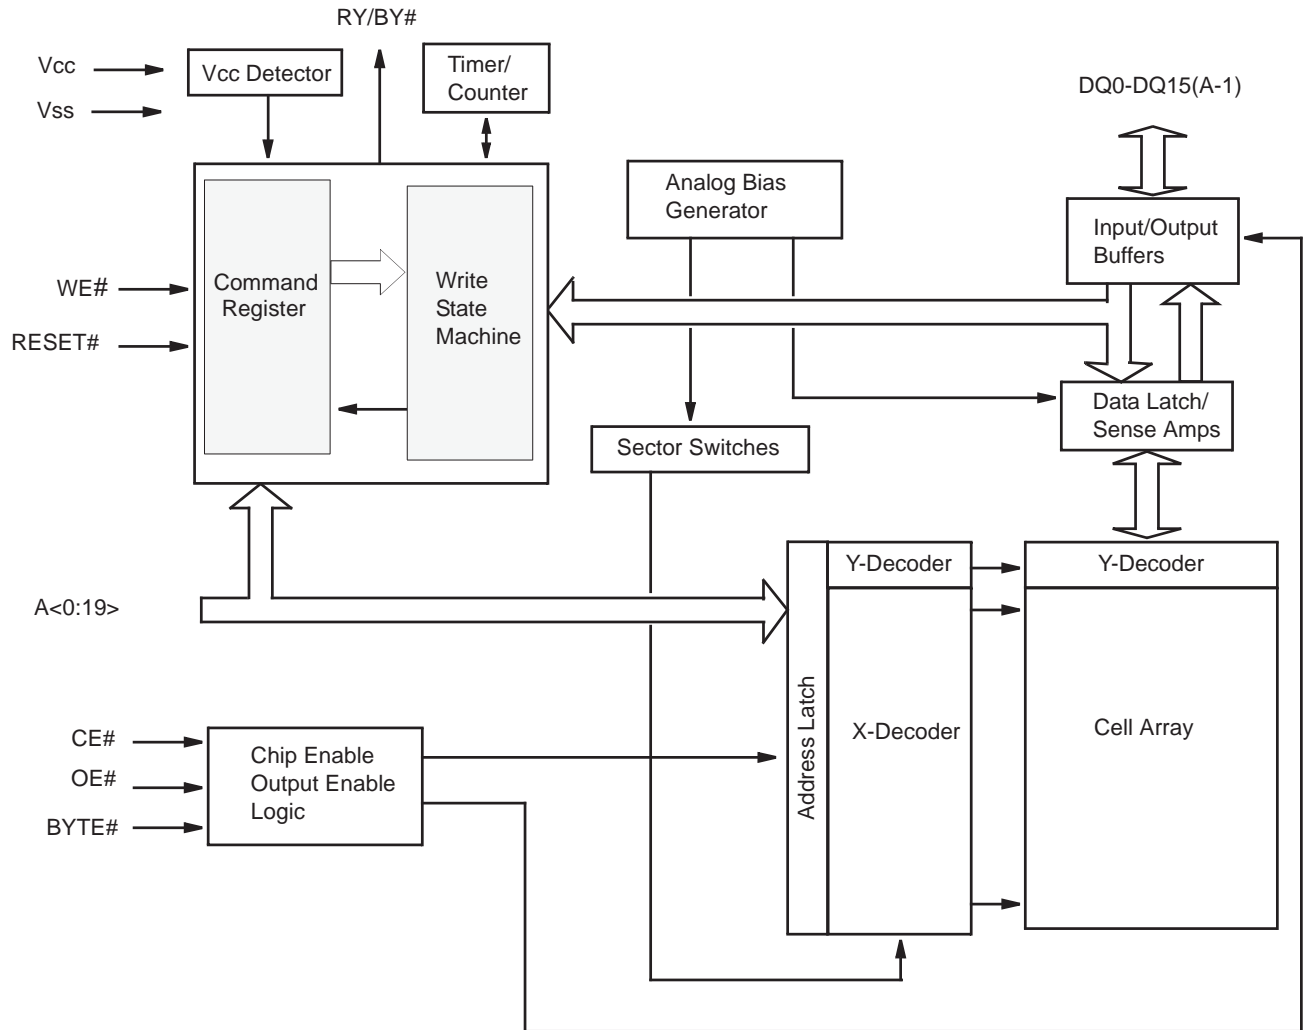 RY/BY#
Vcc
Vss
Vcc Detector
Timer/
Counter
DQ0-DQ15(A-1)
Analog Bias
Generator
Input/Output
Buffers
WE#
RESET#
Command
Register
Write
State
Machine
Data Latch/
Sense Amps
Sector Switches
A<0:19>
Y-Decoder
Y-Decoder
Address Latch
X-Decoder
Cell Array
CE#
OE#
BYTE#
Chip Enable
Output Enable
Logic